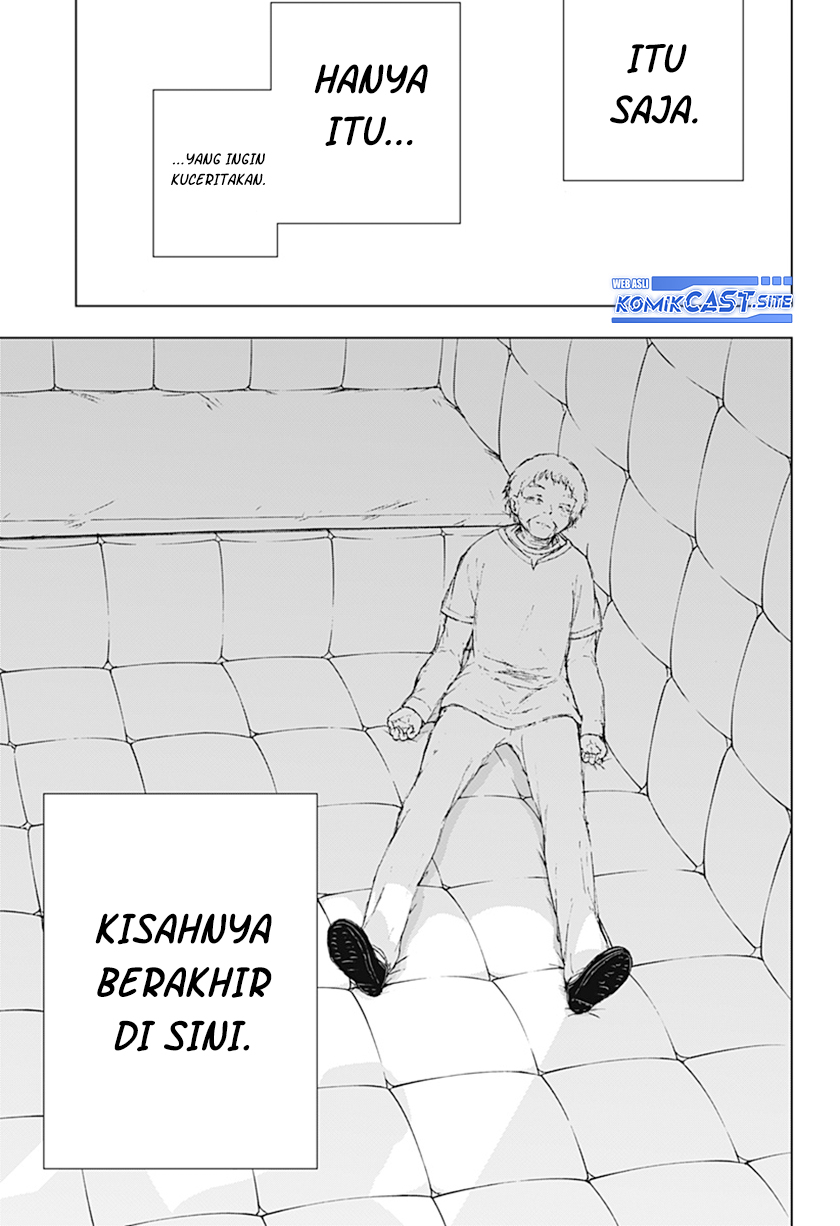 ITU
SAJA.
HANYA
ITU...
...YANG INGIN
KUCERITAKAN.
WEB ASLI
KOMIKCAST.SITE
KISAHNYA
BERAKHIR
DI SINI.